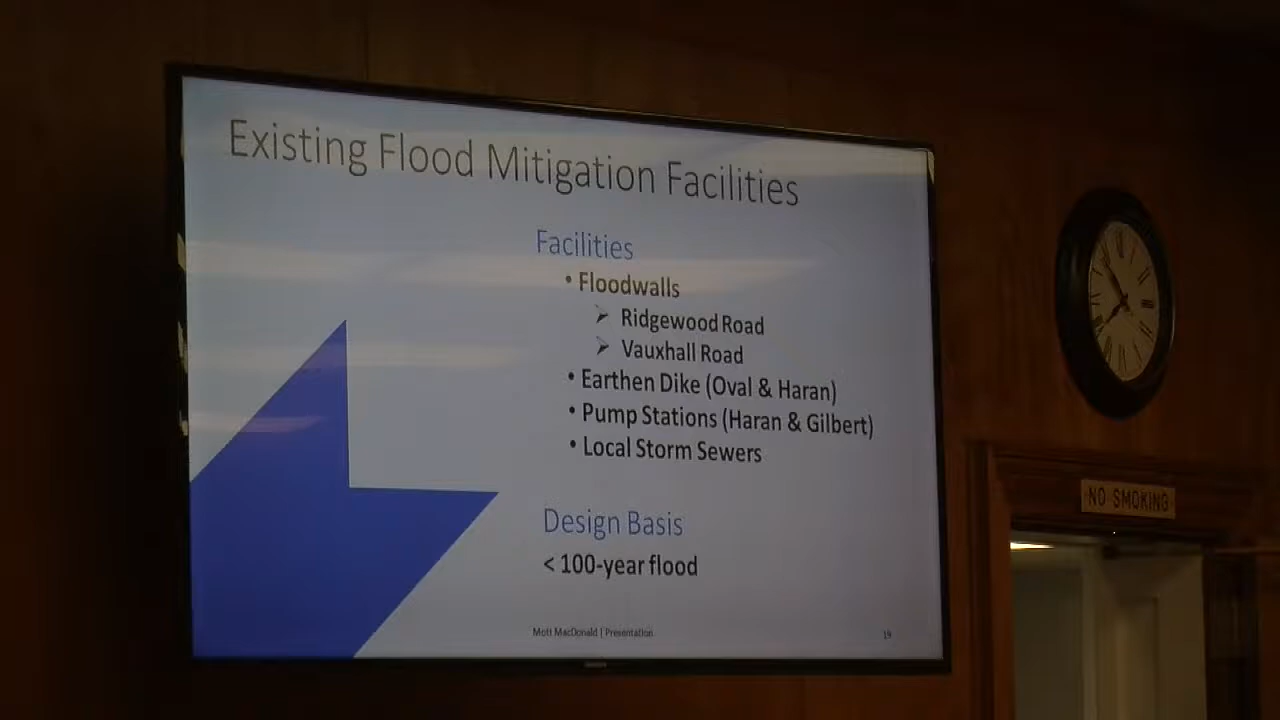 Existing Flood Mitigation Facilities
Facilities
• Floodwalls
➢ Ridgewood Road
➢ Vauxhall Road
• Earthen Dike (Oval & Haran)
• Pump Stations (Haran & Gilbert)
• Local Storm Sewers
Design Basis
< 100-year flood
Mott MacDonald | Presentation
19
NO SMOKING